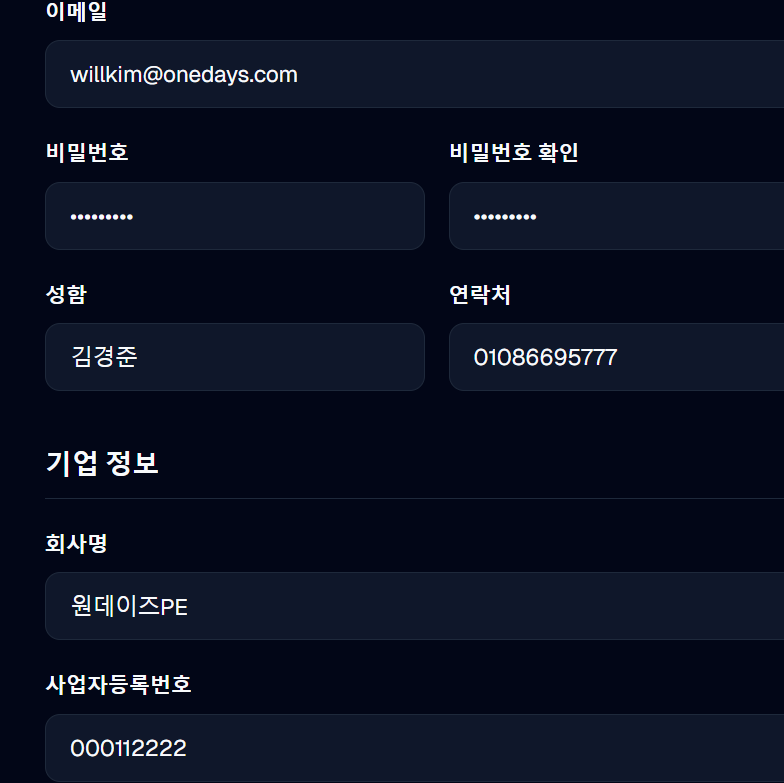 이메일
willkim@onedays.com
비밀번호
비밀번호 확인
•••••••••
•••••••••
성함
연락처
김경준
01086695777
기업 정보
회사명
원데이즈PE
사업자등록번호
000112222